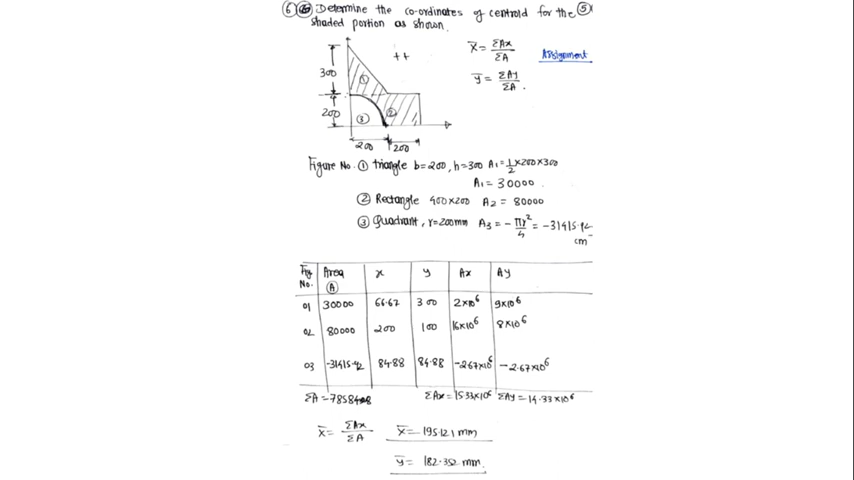 ⑥ Determine the co-ordinates of centroid for the ⑤
shaded portion as shown.
x̄ = ΣAx / ΣA
Assignment
ȳ = ΣAy / ΣA.
++
300
①
200
③ ②
200 200
Figure No. ① triangle b=200, h=300 A1=1/2×200×300
A1=30000
② Rectangle 400×200 A2 = 80000
③ Quadrant, r=200mm A3 = -πr²/4 = -31415.92
cm
Fig No. Area (A) x y Ax Ay
01 30000 66.67 300 2×10⁶ 9×10⁶
02 80000 200 100 16×10⁶ 8×10⁶
03 -31415.92 84.88 84.88 -2.67×10⁶ -2.67×10⁶
ΣA=78584.08 ΣAx=15.33×10⁶ ΣAy=14.33×10⁶
x̄ = ΣAx / ΣA x̄ = 195.121 mm
ȳ = 182.352 mm.